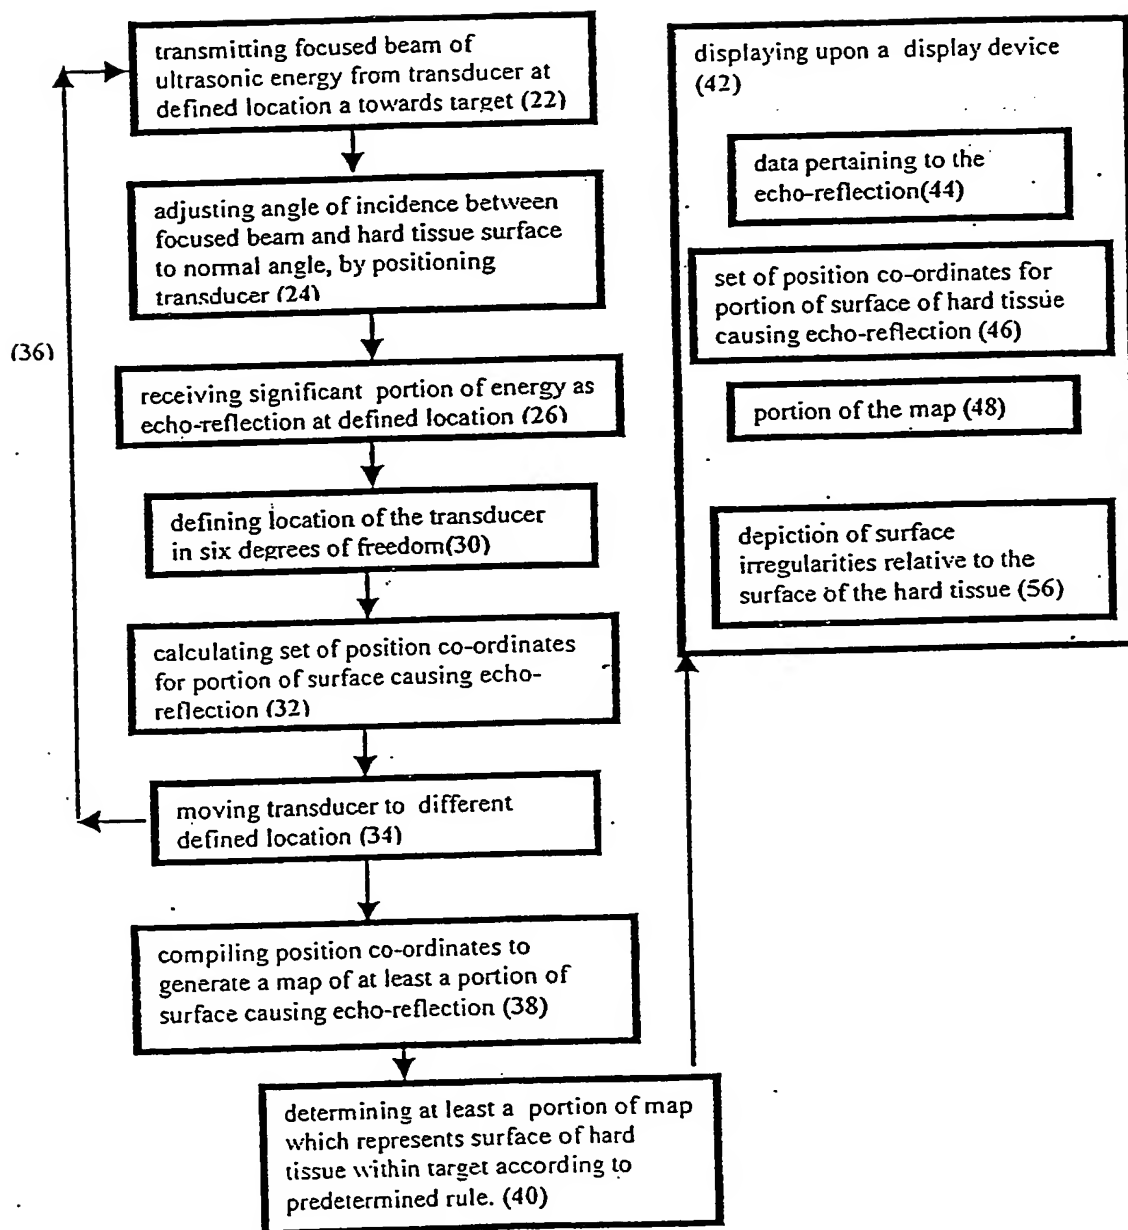 transmitting focused beam of
ultrasonic energy from transducer at
defined location a towards target (22)
adjusting angle of incidence between
focused beam and hard tissue surface
to normal angle, by positioning
transducer (24)
(36)
receiving significant portion of energy as
echo-reflection at defined location (26)
defining location of the transducer
in six degrees of freedom(30)
calculating set of position co-ordinates
for portion of surface causing echo-
reflection (32)
moving transducer to different
defined location (34)
compiling position co-ordinates to
generate a map of at least a portion of
surface causing echo-reflection (38)
determining at least a portion of map
which represents surface of hard
tissue within target according to
predetermined rule. (40)
displaying upon a display device
(42)
data pertaining to the
echo-reflection(44)
set of position co-ordinates for
portion of surface of hard tissue
causing echo-reflection (46)
portion of the map (48)
depiction of surface
irregularities relative to the
surface of the hard tissue (56)